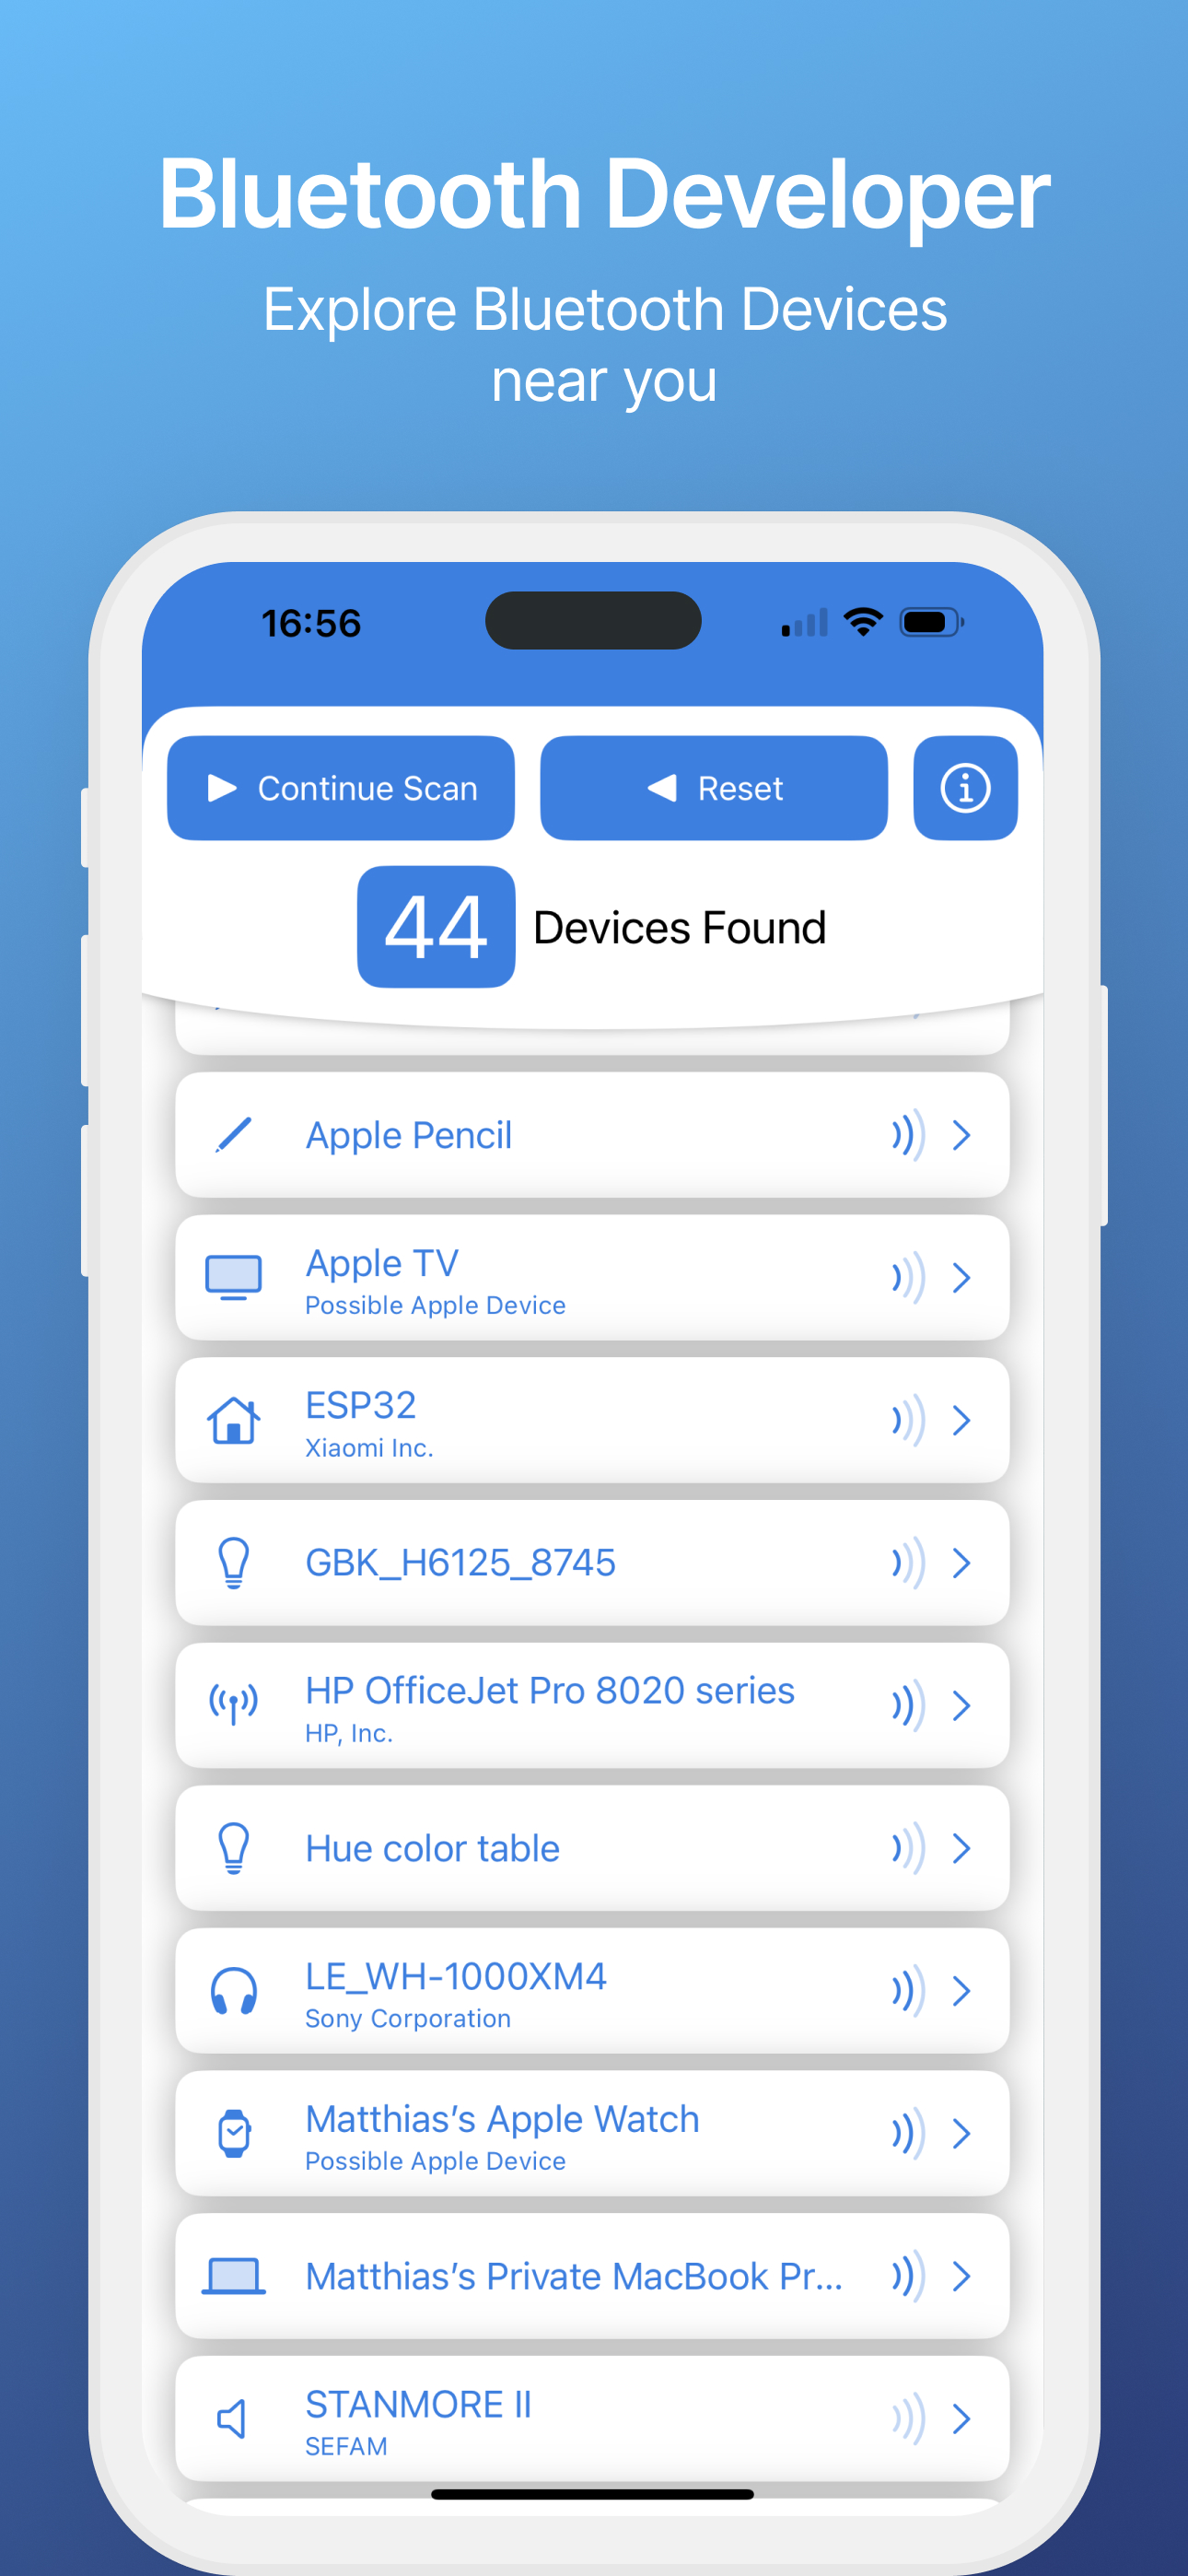 Bluetooth Developer
Explore Bluetooth Devices
near you
16:56
Continue Scan
Reset
44 Devices Found
Apple Pencil
Apple TV
Possible Apple Device
ESP32
Xiaomi Inc.
GBK_H6125_8745
HP OfficeJet Pro 8020 series
HP, Inc.
Hue color table
LE_WH-1000XM4
Sony Corporation
Matthias’s Apple Watch
Possible Apple Device
Matthias’s Private MacBook Pr...
STANMORE II
SEFAM